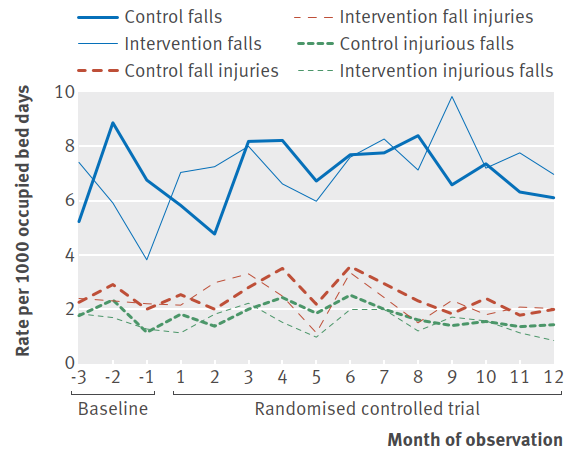 Control falls
Intervention fall injuries
Intervention falls
Control injurious falls
Control fall injuries
Intervention injurious falls
Rate per 1000 occupied bed days
10
8
6
4
2
0
-3 -2 -1 1 2 3 4 5 6 7 8 9 10 11 12
Baseline
Randomised controlled trial
Month of observation